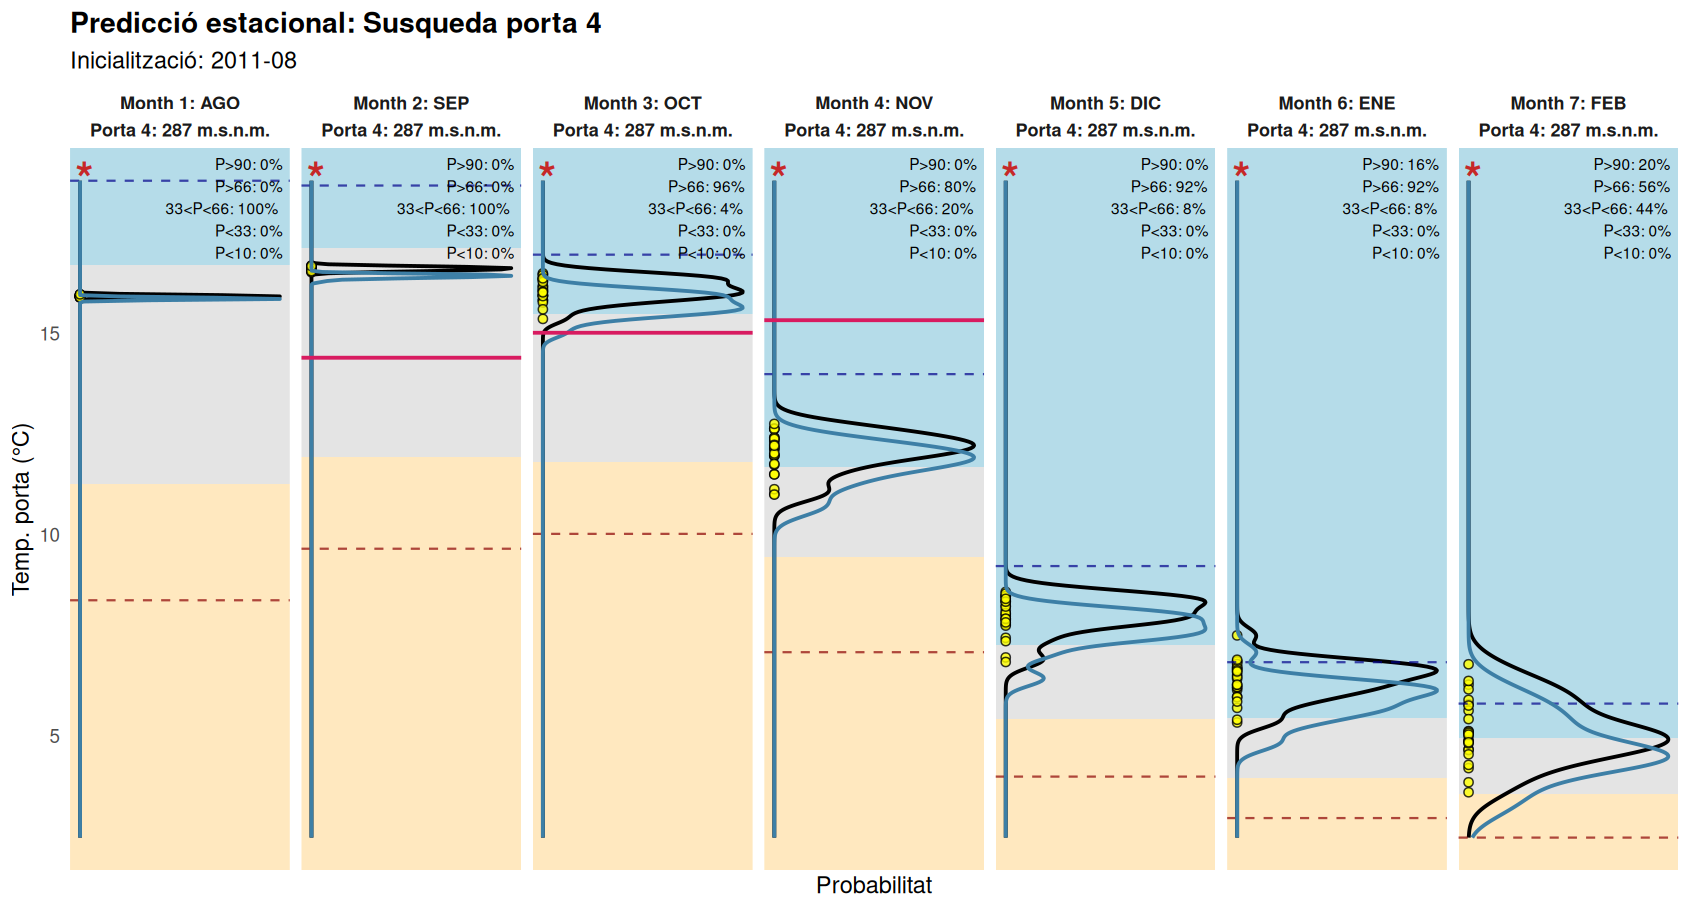 Predicció estacional: Susqueda porta 4
Inicialització: 2011-08
Month 1: AGO
Porta 4: 287 m.s.n.m.
Month 2: SEP
Porta 4: 287 m.s.n.m.
Month 3: OCT
Porta 4: 287 m.s.n.m.
Month 4: NOV
Porta 4: 287 m.s.n.m.
Month 5: DIC
Porta 4: 287 m.s.n.m.
Month 6: ENE
Porta 4: 287 m.s.n.m.
Month 7: FEB
Porta 4: 287 m.s.n.m.
*
P>90: 0%
P>66: 0%
33<P<66: 100%
P<33: 0%
P<10: 0%
*
P>90: 0%
P>66: 0%
33<P<66: 100%
P<33: 0%
P<10: 0%
*
P>90: 0%
P>66: 96%
33<P<66: 4%
P<33: 0%
P<10: 0%
*
P>90: 0%
P>66: 80%
33<P<66: 20%
P<33: 0%
P<10: 0%
*
P>90: 0%
P>66: 92%
33<P<66: 8%
P<33: 0%
P<10: 0%
*
P>90: 16%
P>66: 92%
33<P<66: 8%
P<33: 0%
P<10: 0%
*
P>90: 20%
P>66: 56%
33<P<66: 44%
P<33: 0%
P<10: 0%
15
10
5
Temp. porta (°C)
Probabilitat